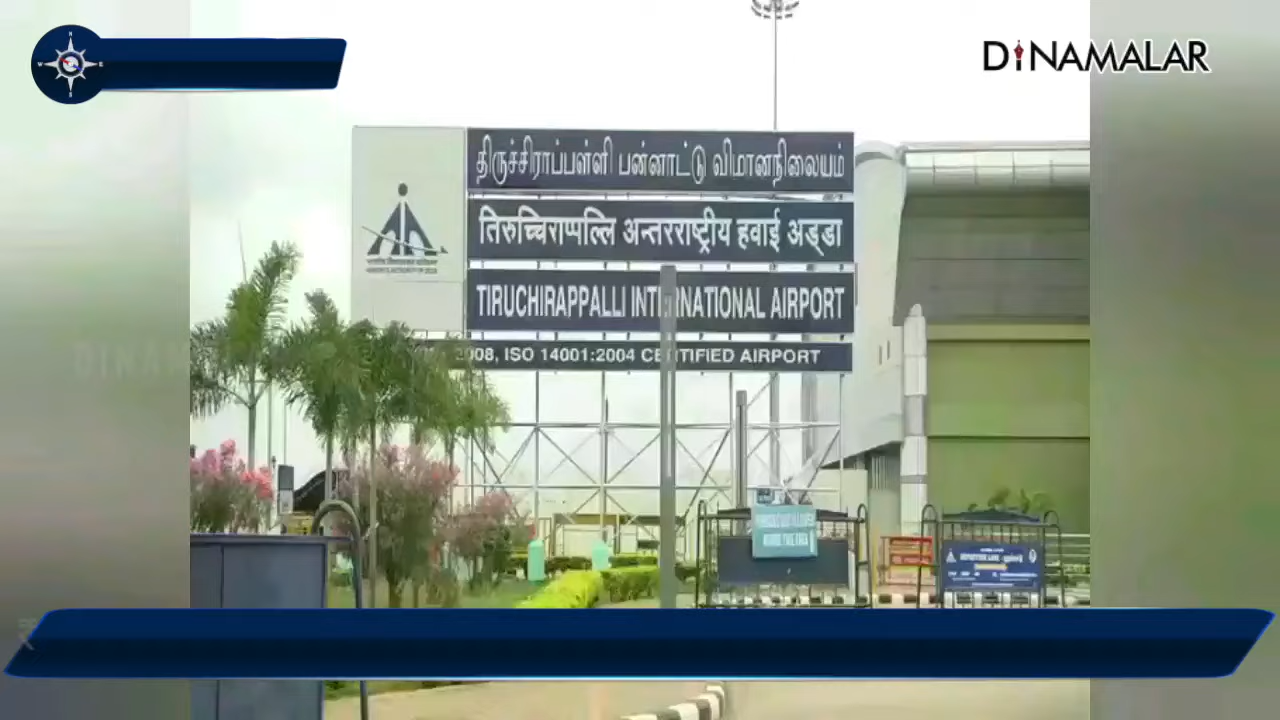 DINAMALAR
திருச்சிராப்பள்ளி பன்னாட்டு விமானநிலையம்
तिरुच्चिराप्पल्लि अन्तरराष्ट्रीय हवाई अड्डा
TIRUCHIRAPPALLI INTERNATIONAL AIRPORT
2008, ISO 14001:2004 CERTIFIED AIRPORT